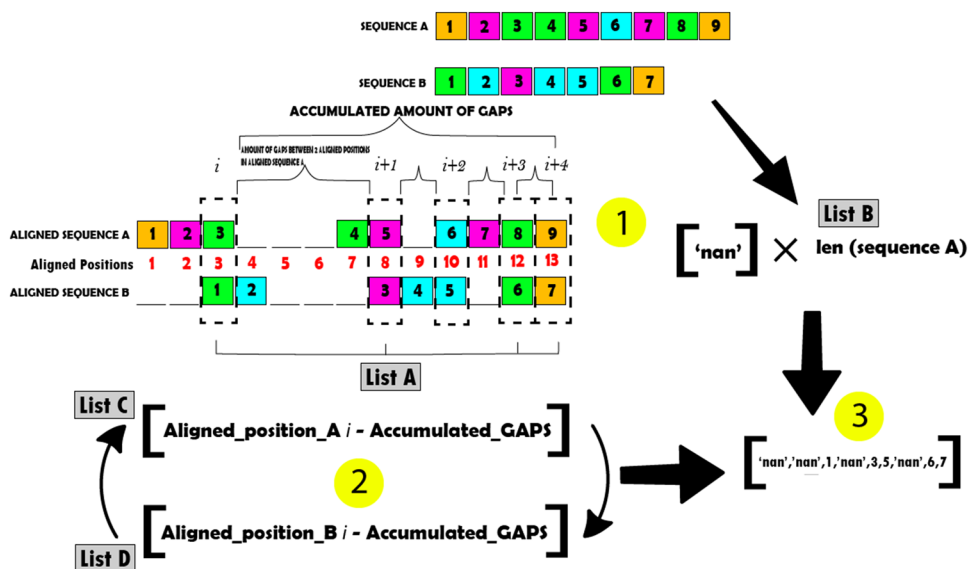 SEQUENCE A 1 2 3 4 5 6 7 8 9
SEQUENCE B 1 2 3 4 5 6 7
ACCUMULATED AMOUNT OF GAPS
AMOUNT OF GAPS BETWEEN 2 ALIGNED POSITIONS
IN ALIGNED SEQUENCE A
i i+1 i+2 i+3 i+4
ALIGNED SEQUENCE A 1 2 3 _ _ _ 4 5 _ 6 7 8 9
Aligned Positions 1 2 3 4 5 6 7 8 9 10 11 12 13
ALIGNED SEQUENCE B _ _ 1 2 _ _ _ 3 4 5 _ 6 7
List A
1
List B
['nan'] × len (sequence A)
List C
[Aligned_position_A i - Accumulated_GAPS]
2
List D
[Aligned_position_B i - Accumulated_GAPS]
3
['nan','nan',1,'nan',3,5,'nan',6,7]